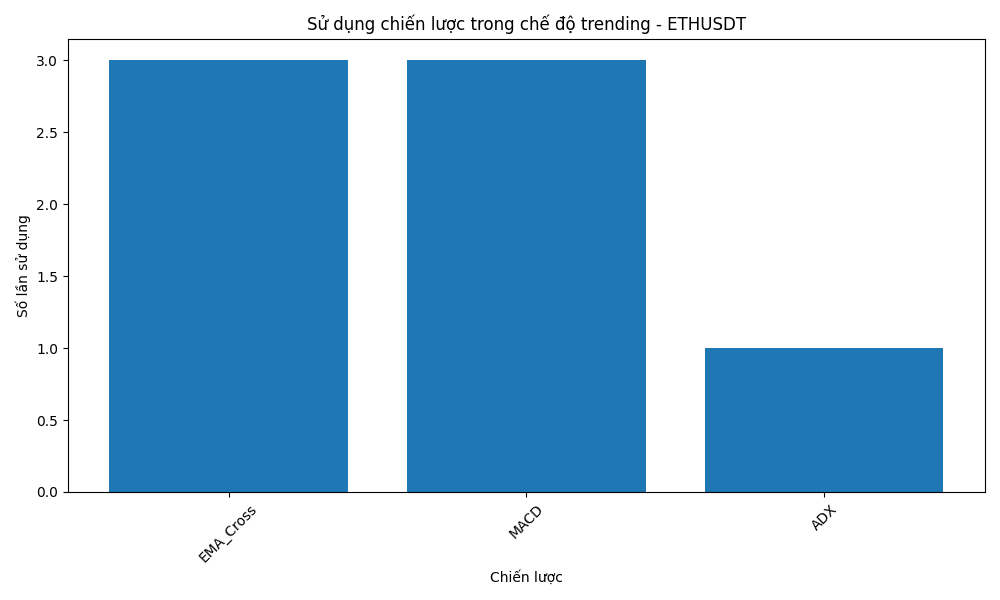 Sử dụng chiến lược trong chế độ trending - ETHUSDT
Số lần sử dụng
3.0
2.5
2.0
1.5
1.0
0.5
0.0
EMA_Cross
MACD
ADX
Chiến lược